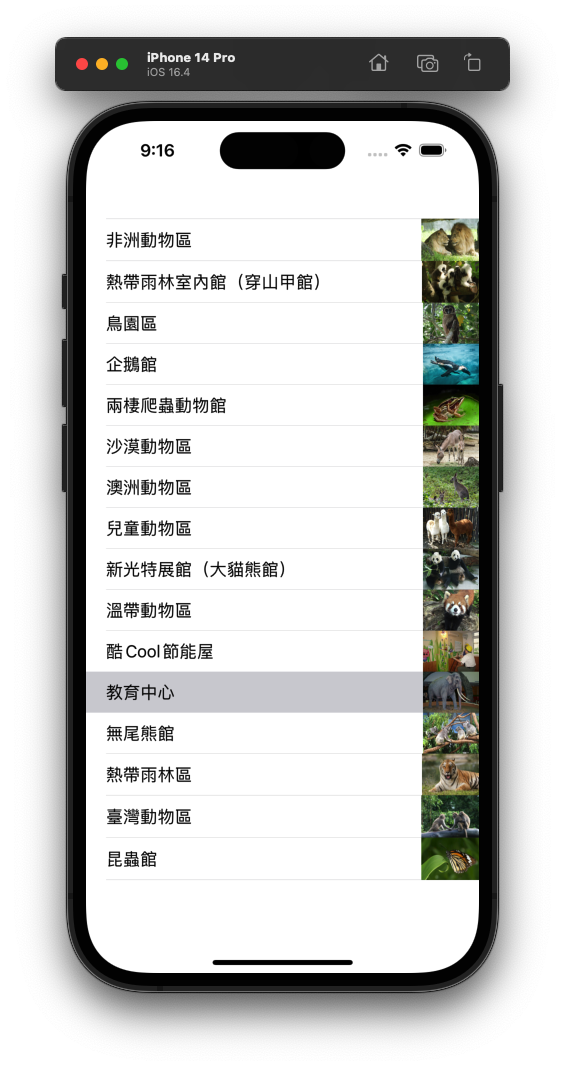 iPhone 14 Pro
iOS 16.4
9:16
非洲動物區
熱帶雨林室內館（穿山甲館）
鳥園區
企鵝館
兩棲爬蟲動物館
沙漠動物區
澳洲動物區
兒童動物區
新光特展館（大貓熊館）
溫帶動物區
酷Cool節能屋
教育中心
無尾熊館
熱帶雨林區
臺灣動物區
昆蟲館